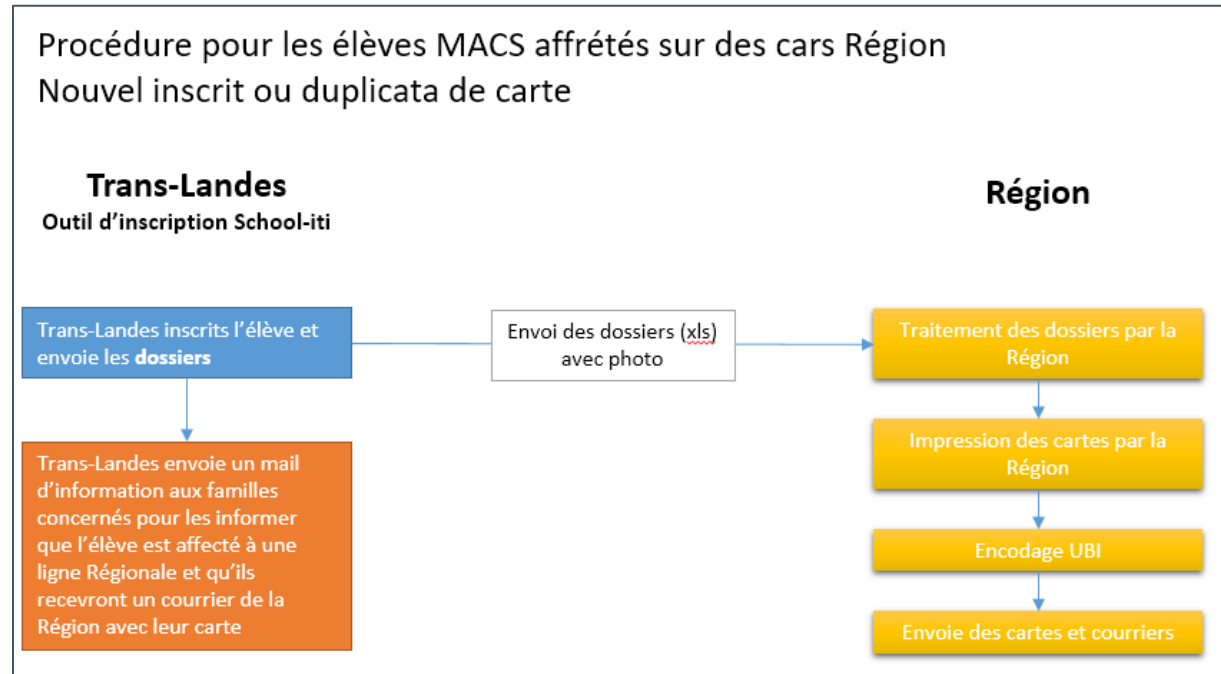 Procédure pour les élèves MACS affrétés sur des cars Région
Nouvel inscrit ou duplicata de carte
Trans-Landes
Outil d'inscription School-iti
Région
Trans-Landes inscrits l'élève et
envoie les dossiers
Envoi des dossiers (xls)
avec photo
Traitement des dossiers par la
Région
Trans-Landes envoie un mail
d'information aux familles
concernés pour les informer
que l'élève est affecté à une
ligne Régionale et qu'ils
recevront un courrier de la
Région avec leur carte
Impression des cartes par la
Région
Encodage UBI
Envoie des cartes et courriers